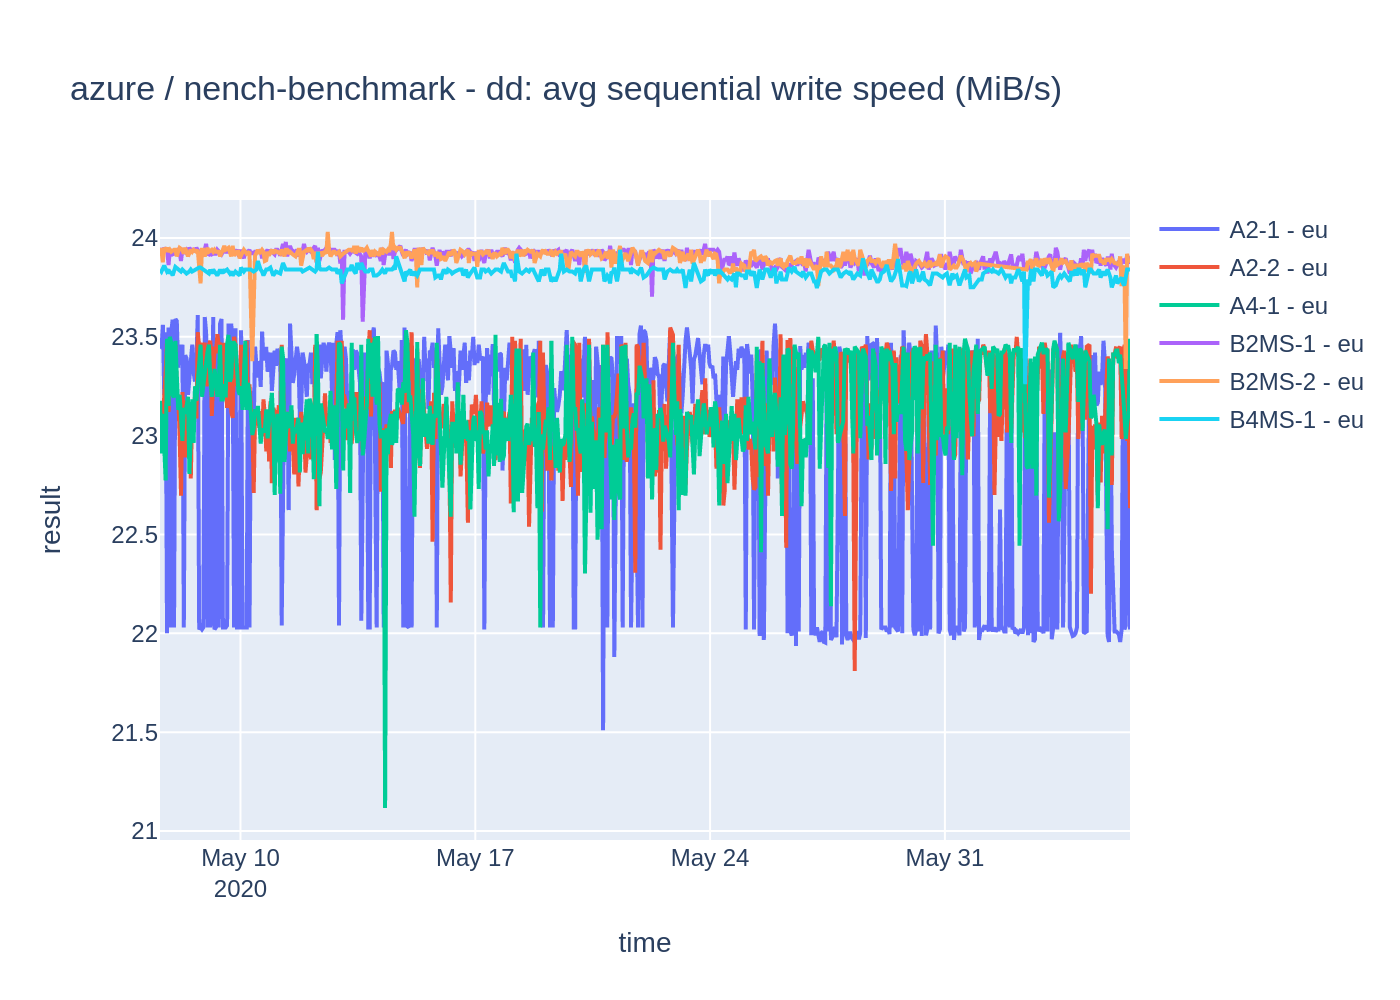 azure / nench-benchmark - dd: avg sequential write speed (MiB/s)
24
23.5
23
22.5
22
21.5
21
result
May 10
2020
May 17
May 24
May 31
time
A2-1 - eu
A2-2 - eu
A4-1 - eu
B2MS-1 - eu
B2MS-2 - eu
B4MS-1 - eu